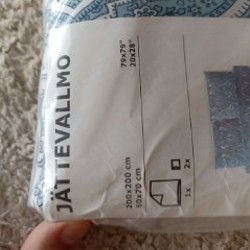 JÄTTEVALLMO
200x200 cm
50x70 cm
79x79"
20x28"
1x
2x